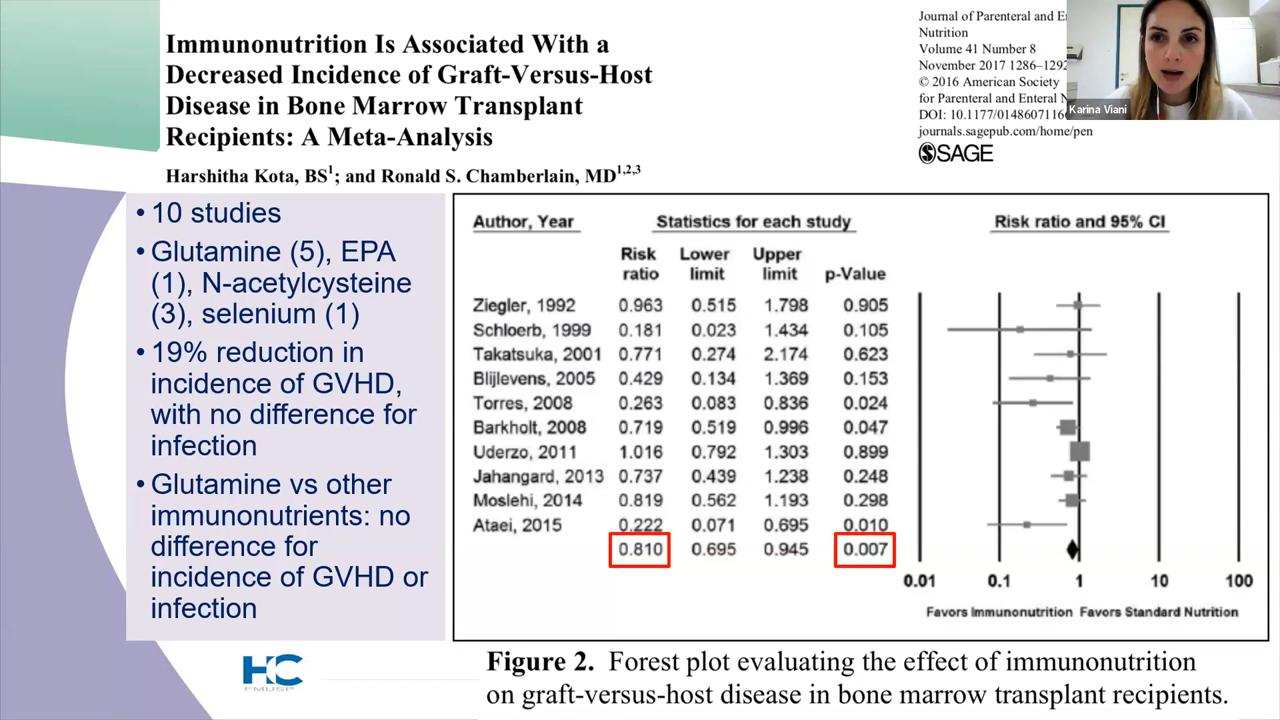 Immunonutrition Is Associated With a
Decreased Incidence of Graft-Versus-Host
Disease in Bone Marrow Transplant
Recipients: A Meta-Analysis
Harshitha Kota, BS1; and Ronald S. Chamberlain, MD1,2,3
Journal of Parenteral and
Nutrition
Volume 41 Number 8
November 2017 1286–1292
© 2016 American Society
for Parenteral and Enteral
DOI: 10.1177/01486071
journals.sagepub.com/home/pen
SAGE
Karina Viani
• 10 studies
• Glutamine (5), EPA
(1), N-acetylcysteine
(3), selenium (1)
• 19% reduction in
incidence of GVHD,
with no difference for
infection
• Glutamine vs other
immunonutrients: no
difference for
incidence of GVHD or
infection
Author, Year Statistics for each study Risk ratio and 95% CI
Risk Lower Upper
ratio limit limit p-Value
Ziegler, 1992 0.963 0.515 1.798 0.905
Schloerb, 1999 0.181 0.023 1.434 0.105
Takatsuka, 2001 0.771 0.274 2.174 0.623
Blijlevens, 2005 0.429 0.134 1.369 0.153
Torres, 2008 0.263 0.083 0.836 0.024
Barkholt, 2008 0.719 0.519 0.996 0.047
Uderzo, 2011 1.016 0.792 1.303 0.899
Jahangard, 2013 0.737 0.439 1.238 0.248
Moslehi, 2014 0.819 0.562 1.193 0.298
Ataei, 2015 0.222 0.071 0.695 0.010
0.810 0.695 0.945 0.007
0.01 0.1 1 10 100
Favors Immunonutrition Favors Standard Nutrition
Figure 2. Forest plot evaluating the effect of immunonutrition
on graft-versus-host disease in bone marrow transplant recipients.
HC
FMUSP